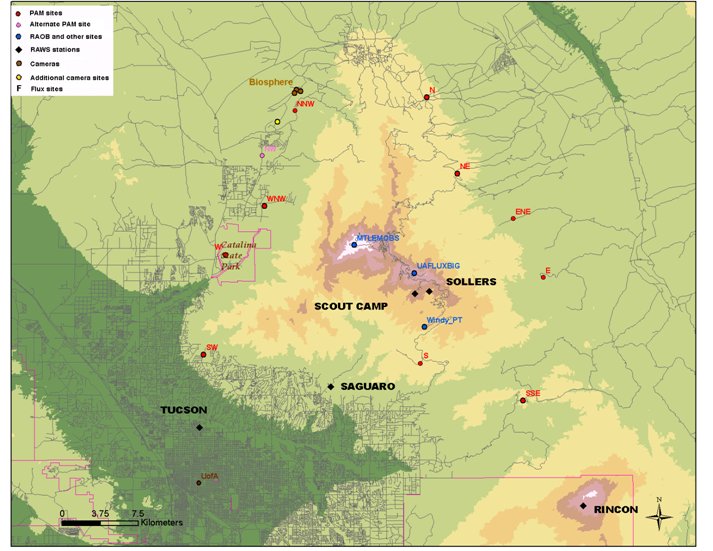 PAM sites
Alternate PAM site
RAOB and other sites
RAWS stations
Cameras
Additional camera sites
F Flux sites
Biosphere
NNW
N
NW
NE
WNW
ENE
W
Catalina
State
Park
MTLEMOBS
UAFLUXBIG
E
SOLLERS
SCOUT CAMP
Windy_PT
SW
S
SAGUARO
SSE
TUCSON
UofA
N
RINCON
0 3.75 7.5
Kilometers